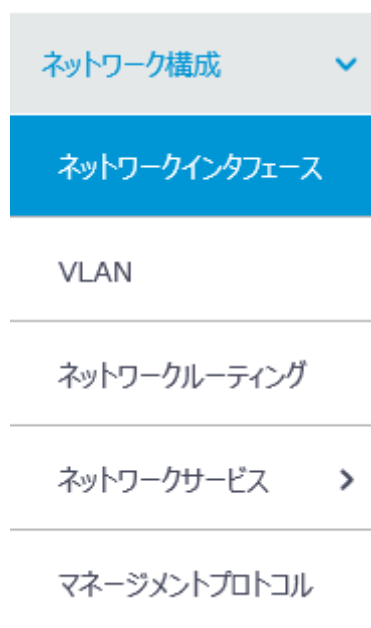 ネットワーク構成
ネットワークインタフェース
VLAN
ネットワークルーティング
ネットワークサービス
マネージメントプロトコル